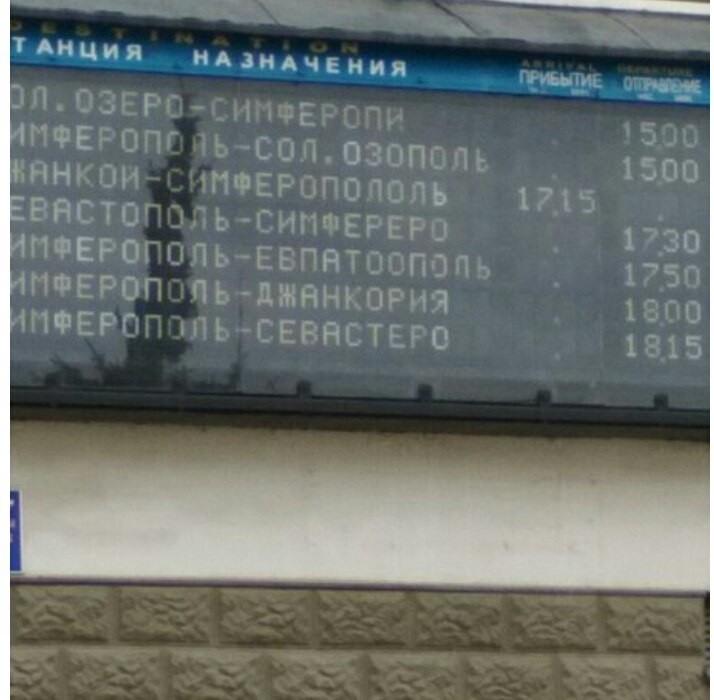 DESTINATION
ТАНЦИЯ НАЗНАЧЕНИЯ ARRIVAL ПРИБЫТИЕ DEPARTURE ОТПРАВЛЕНИЕ
ОЛ.ОЗЕРО-СИМФЕРОПИ 15.00
ИМФЕРОПОЛЬ-СОЛ.ОЗОПОЛЬ 15.00
ЖАНКОЙ-СИМФЕРОПОЛОЛЬ 17.15
ЕВАСТОПОЛЬ-СИМФЕРЕРО 17.30
ИМФЕРОПОЛЬ-ЕВПАТООПОЛЬ 17.50
ИМФЕРОПОЛЬ-ДЖАНКОРИЯ 18.00
ИМФЕРОПОЛЬ-СЕВАСТЕРО 18.15